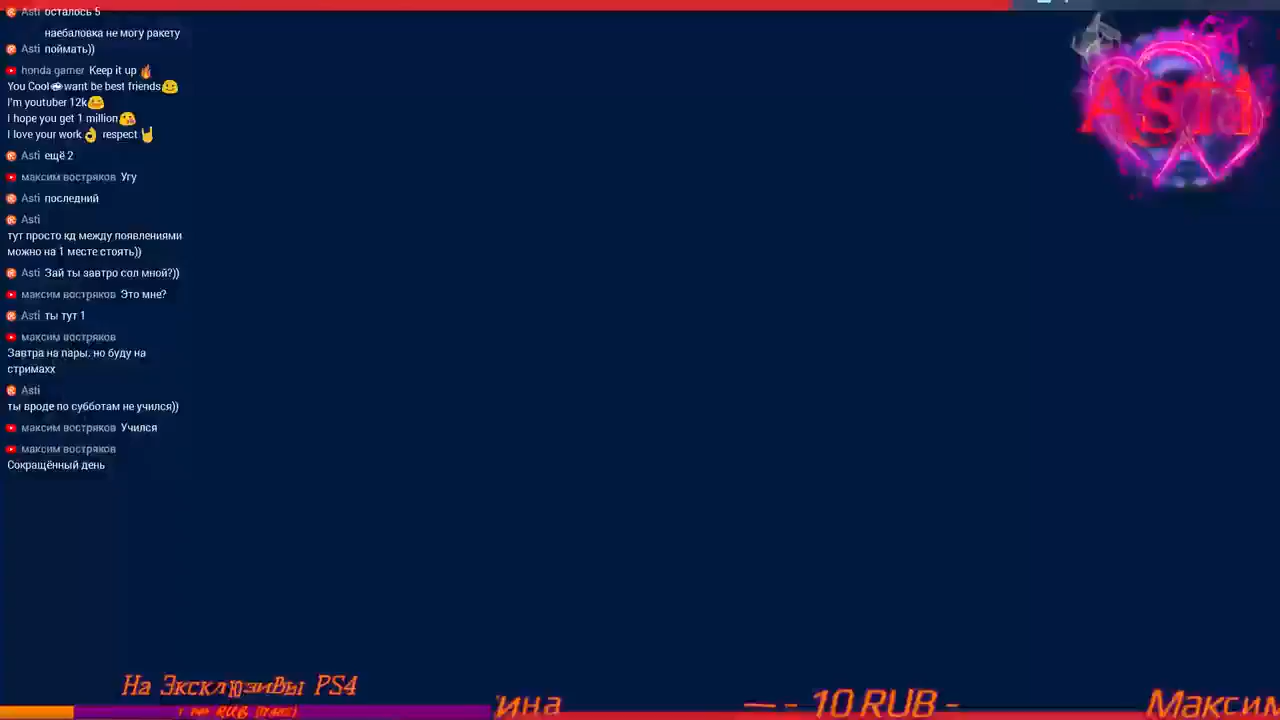 Asti осталось 5
наебаловка не могу ракету
Asti поймать))
honda gamer Keep it up 🔥
You Cool😎want be best friends😊
I'm youtuber 12k😄
I hope you get 1 million😘
I love your work👌 respect 🤘
Asti ещё 2
максим востряков Угу
Asti последний
Asti
тут просто кд между появлениями
можно на 1 месте стоять))
Asti Зай ты завтро сол мной?))
максим востряков Это мне?
Asti ты тут 1
максим востряков
Завтра на пары. но буду на
стримахх
Asti
ты вроде по субботам не учился))
максим востряков Учился
максим востряков
Сокращённый день
Asti
На Эксклюзивы PS4
RUB
ина — - 10 RUB - Максим